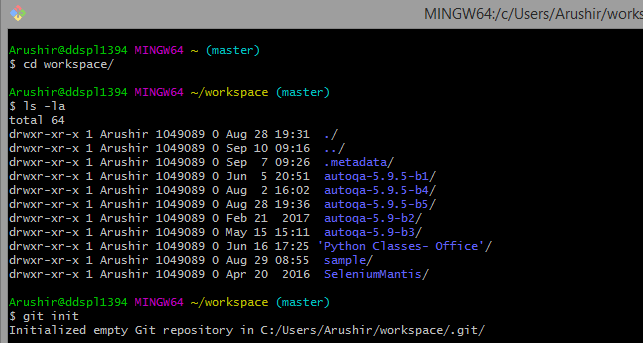 MINGW64:/c/Users/Arushir/works
Arushir@ddspl1394 MINGW64 ~ (master)
$ cd workspace/
Arushir@ddspl1394 MINGW64 ~/workspace (master)
$ ls -la
total 64
drwxr-xr-x 1 Arushir 1049089 0 Aug 28 19:31 ./
drwxr-xr-x 1 Arushir 1049089 0 Sep 10 09:16 ../
drwxr-xr-x 1 Arushir 1049089 0 Sep  7 09:26 .metadata/
drwxr-xr-x 1 Arushir 1049089 0 Jun  5 20:51 autoqa-5.9.5-b1/
drwxr-xr-x 1 Arushir 1049089 0 Aug  2 16:02 autoqa-5.9.5-b4/
drwxr-xr-x 1 Arushir 1049089 0 Aug 28 19:36 autoqa-5.9.5-b5/
drwxr-xr-x 1 Arushir 1049089 0 Feb 21  2017 autoqa-5.9-b2/
drwxr-xr-x 1 Arushir 1049089 0 May 15 15:11 autoqa-5.9-b3/
drwxr-xr-x 1 Arushir 1049089 0 Jun 16 17:25 'Python Classes- Office'/
drwxr-xr-x 1 Arushir 1049089 0 Aug 29 08:55 sample/
drwxr-xr-x 1 Arushir 1049089 0 Apr 20  2016 SeleniumMantis/
Arushir@ddspl1394 MINGW64 ~/workspace (master)
$ git init
Initialized empty Git repository in C:/Users/Arushir/workspace/.git/